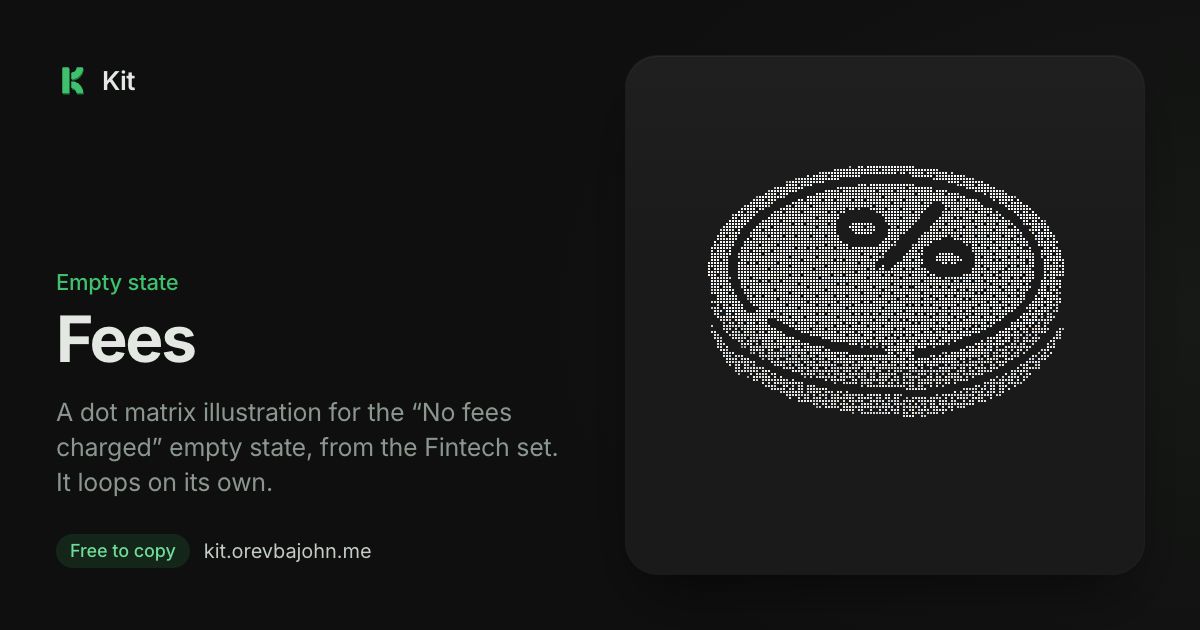 Kit
Empty state
Fees
A dot matrix illustration for the “No fees
charged” empty state, from the Fintech set.
It loops on its own.
Free to copy
kit.orevbajohn.me
%